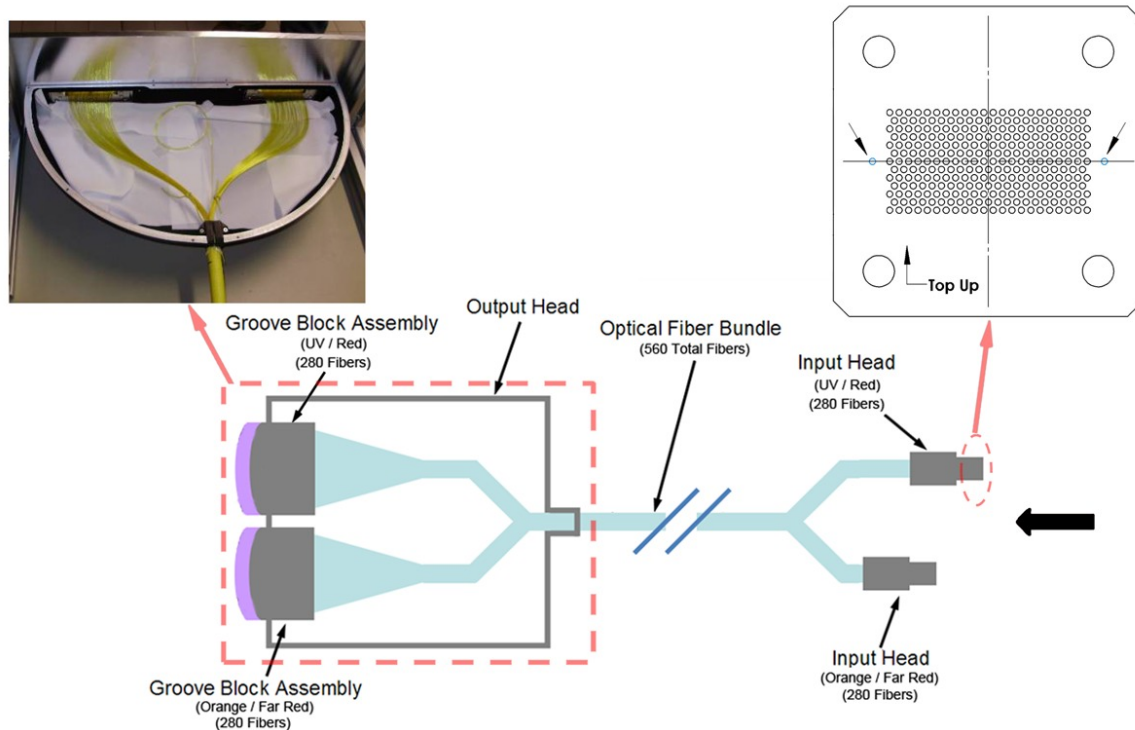 Top Up
Output Head
Groove Block Assembly
(UV / Red)
(280 Fibers)
Optical Fiber Bundle
(560 Total Fibers)
Input Head
(UV / Red)
(280 Fibers)
Groove Block Assembly
(Orange / Far Red)
(280 Fibers)
Input Head
(Orange / Far Red)
(280 Fibers)